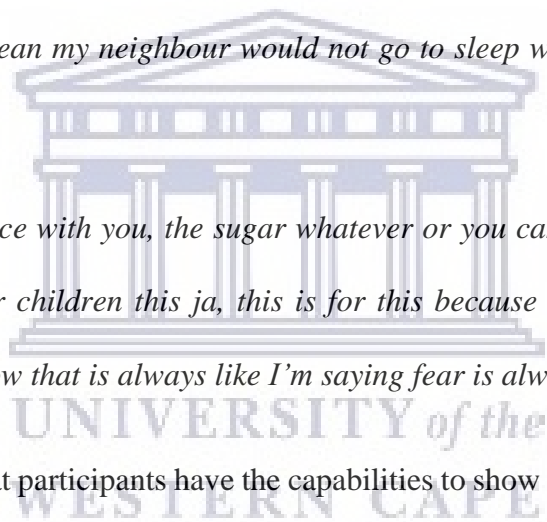 ean my neighbour would not go to sleep w
ce with you, the sugar whatever or you ca
r children this ja, this is for this because
w that is always like I'm saying fear is alw
UNIVERSITY of the
at participants have the capabilities to show
WESTERN CAPE